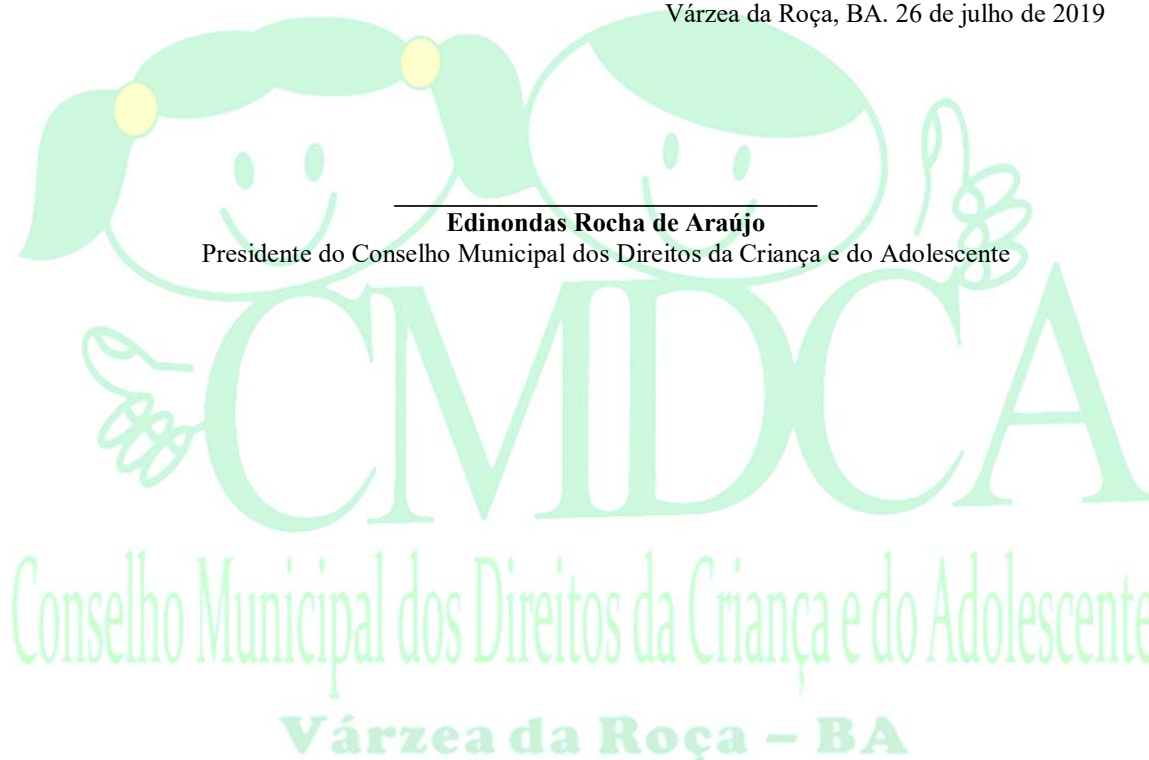 Várzea da Roça, BA. 26 de julho de 2019
Edinondas Rocha de Araújo
Presidente do Conselho Municipal dos Direitos da Criança e do Adolescente
CMDCA
Conselho Municipal dos Direitos da Criança e do Adolescente
Várzea da Roça – BA